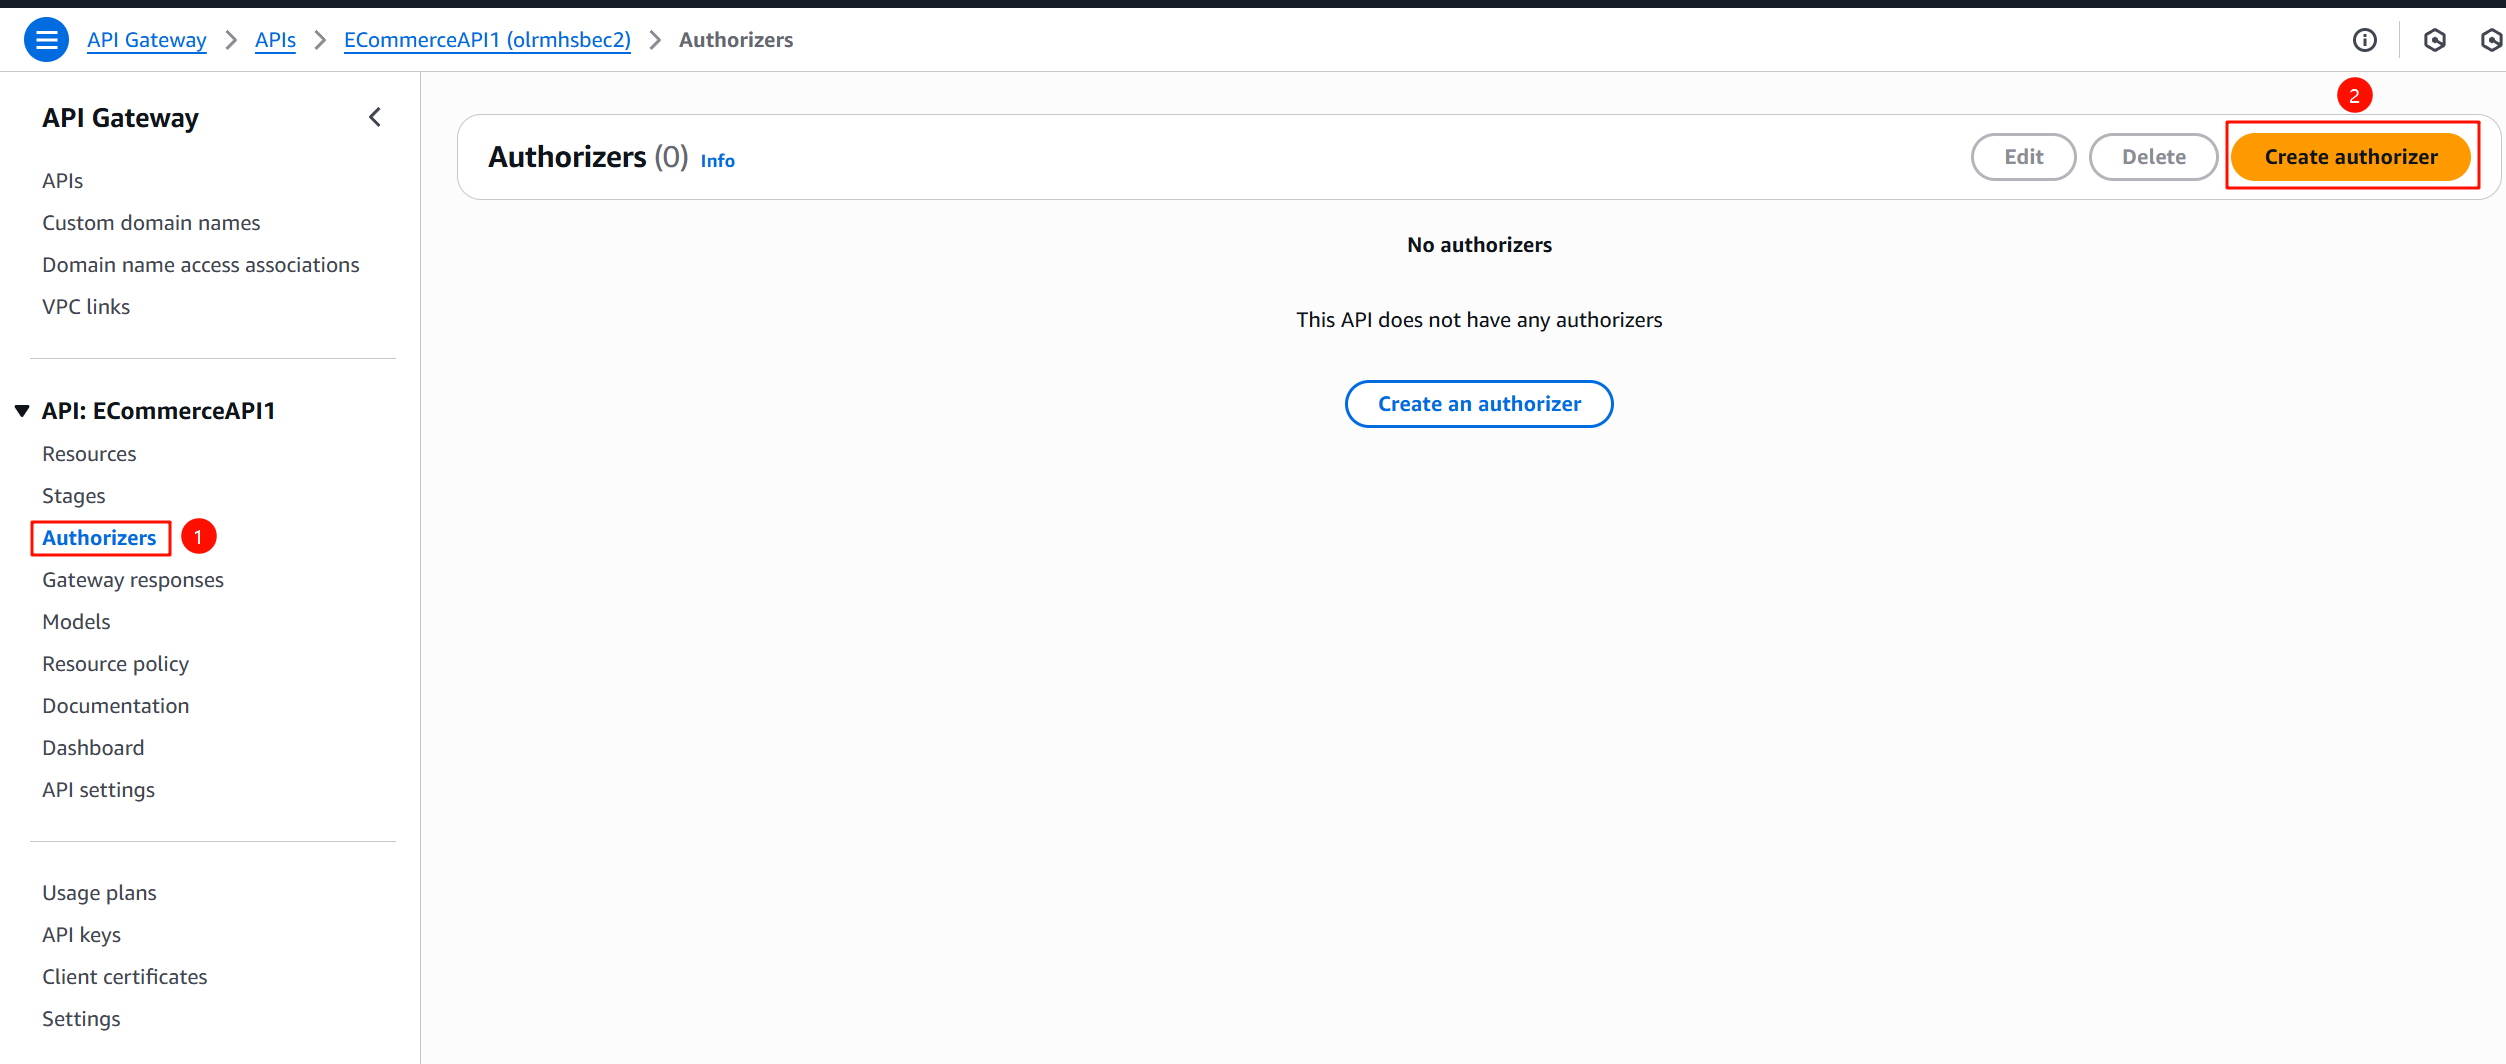 API Gateway > APIs > ECommerceAPI1 (olrmhsbec2) > Authorizers
API Gateway
APIs
Custom domain names
Domain name access associations
VPC links
API: ECommerceAPI1
Resources
Stages
Authorizers 1
Gateway responses
Models
Resource policy
Documentation
Dashboard
API settings
Usage plans
API keys
Client certificates
Settings
2
Authorizers (0) Info Edit Delete Create authorizer
No authorizers
This API does not have any authorizers
Create an authorizer